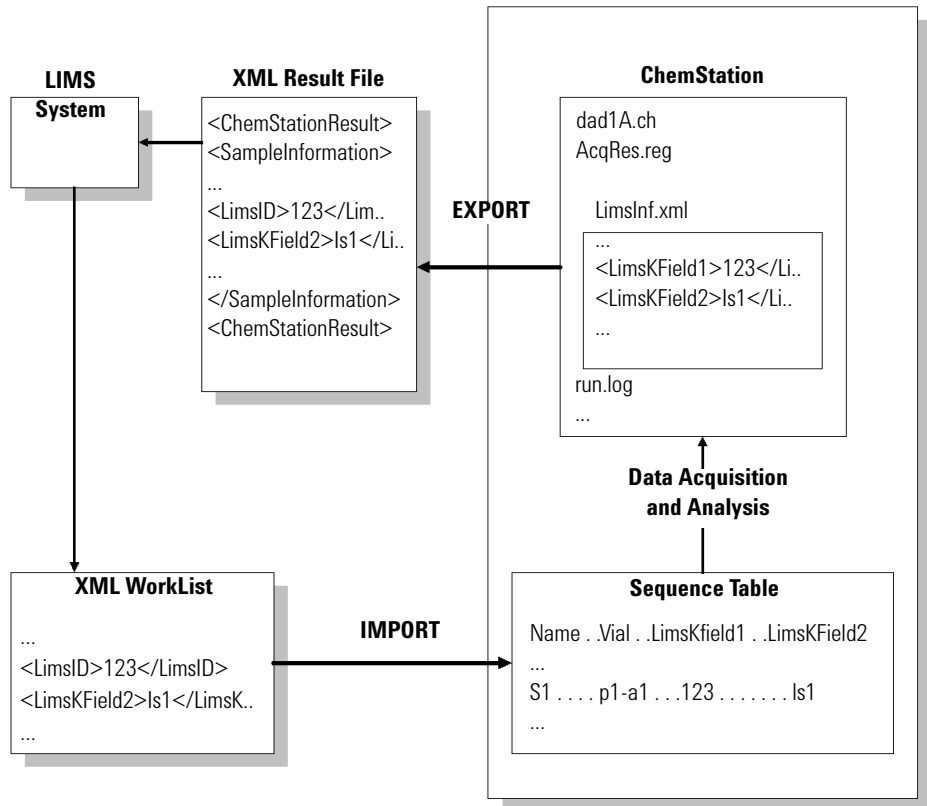 LIMS
System
XML Result File
<ChemStationResult>
<SampleInformation>
...
<LimsID>123</Lim..
<LimsKField2>ls1</Li..
...
</SampleInformation>
<ChemStationResult>
EXPORT
ChemStation
dad1A.ch
AcqRes.reg
LimsInf.xml
...
<LimsKField1>123</Li..
<LimsKField2>ls1</Li..
...
run.log
...
Data Acquisition
and Analysis
XML WorkList
...
<LimsID>123</LimsID>
<LimsKField2>ls1</LimsK..
...
IMPORT
Sequence Table
Name . .Vial . .LimsKfield1 . .LimsKField2
...
S1 . . . . p1-a1 . . .123 . . . . . . . ls1
...